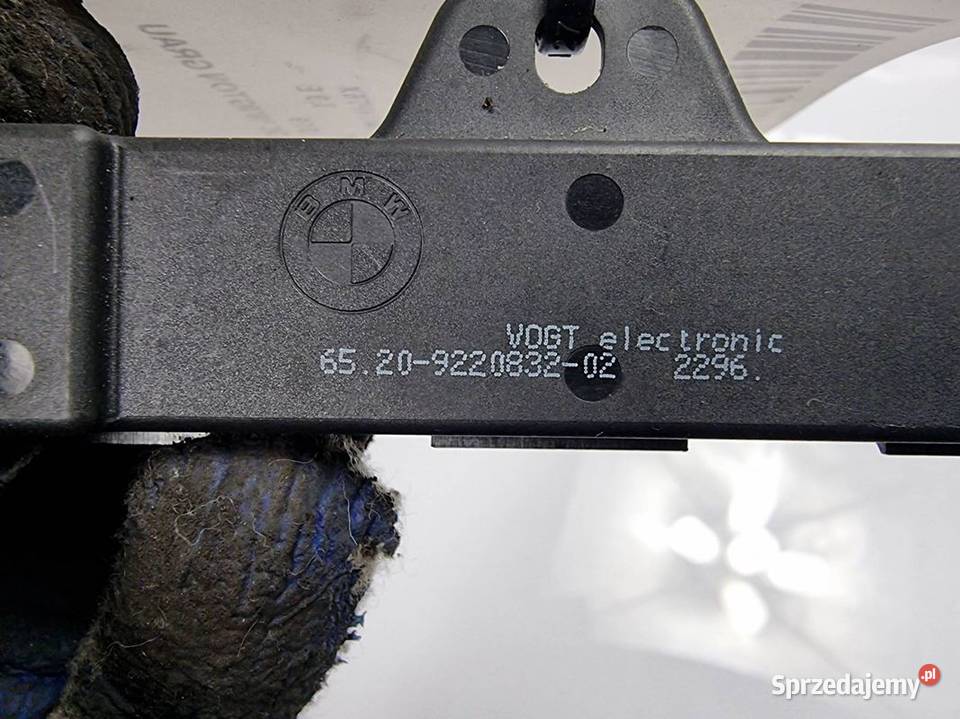 BMW
VOGT electronic
65.20-9220832-02 2296.
Sprzedajemy.pl